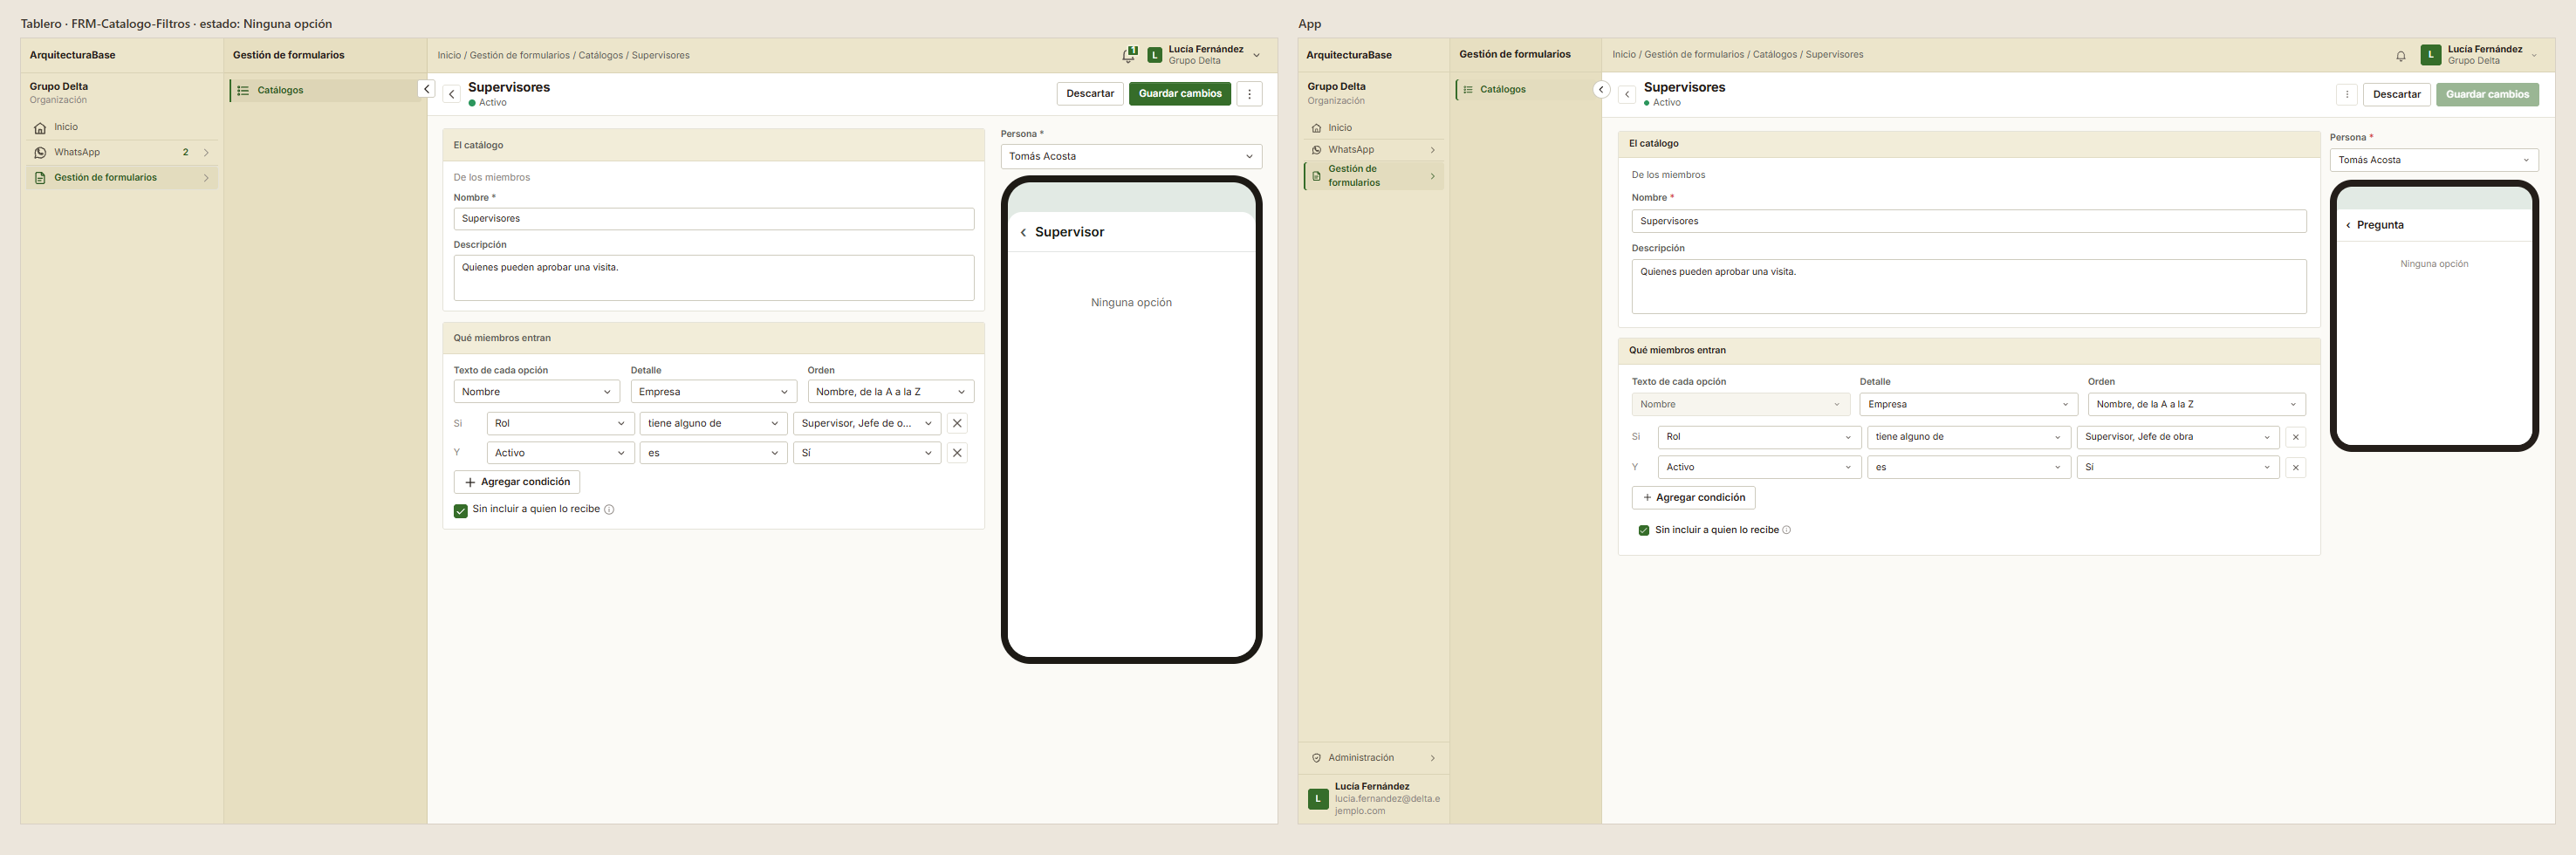 Tablero · FRM-Catalogo-Filtros · estado: Ninguna opción
ArquitecturaBase
Gestión de formularios
Inicio / Gestión de formularios / Catálogos / Supervisores
1
L
Lucía Fernández
Grupo Delta
Grupo Delta
Organización
Inicio
WhatsApp
2
Gestión de formularios
Catálogos
Supervisores
Activo
Descartar
Guardar cambios
El catálogo
De los miembros
Nombre *
Supervisores
Descripción
Quienes pueden aprobar una visita.
Qué miembros entran
Texto de cada opción
Detalle
Orden
Nombre
Empresa
Nombre, de la A a la Z
Si
Rol
tiene alguno de
Supervisor, Jefe de o...
Y
Activo
es
Sí
Agregar condición
Sin incluir a quien lo recibe
Persona *
Tomás Acosta
Supervisor
Ninguna opción
App
ArquitecturaBase
Gestión de formularios
Inicio / Gestión de formularios / Catálogos / Supervisores
L
Lucía Fernández
Grupo Delta
Grupo Delta
Organización
Inicio
WhatsApp
Gestión de
formularios
Catálogos
Supervisores
Activo
Descartar
Guardar cambios
El catálogo
De los miembros
Nombre *
Supervisores
Descripción
Quienes pueden aprobar una visita.
Qué miembros entran
Texto de cada opción
Detalle
Orden
Nombre
Empresa
Nombre, de la A a la Z
Si
Rol
tiene alguno de
Supervisor, Jefe de obra
Y
Activo
es
Sí
Agregar condición
Sin incluir a quien lo recibe
Persona *
Tomás Acosta
Pregunta
Ninguna opción
Administración
L
Lucía Fernández
lucia.fernandez@delta.e
jemplo.com